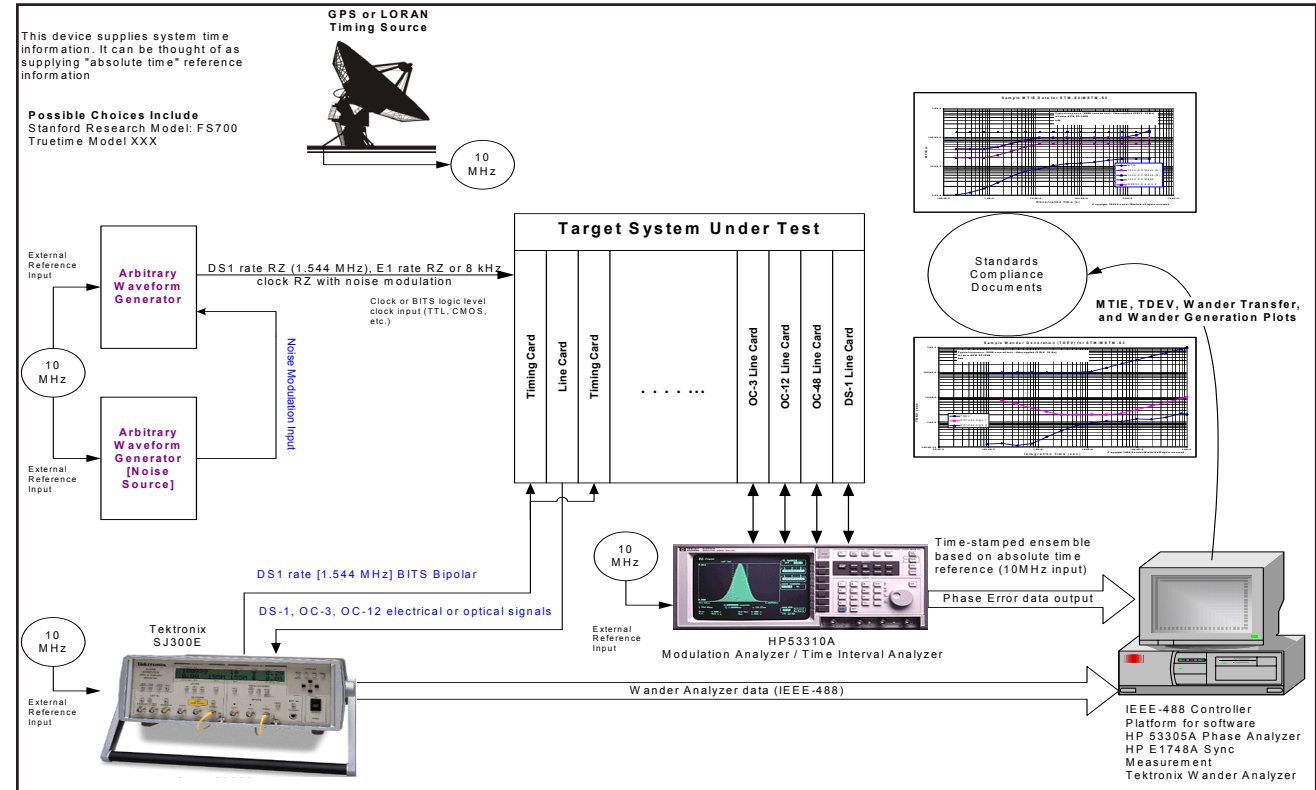 GPS or LORAN
Timing Source
This device supplies system time
information. It can be thought of as
supplying "absolute time" reference
information
Possible Choices Include
Stanford Research Model: FS700
Truetime Model XXX
10
MHz
Target System Under Test
External
Reference
Input
Arbitrary
Waveform
Generator
DS1 rate RZ (1.544 MHz), E1 rate RZ or 8 kHz
clock RZ with noise modulation
Clock or BITS logic level
clock input (TTL, CMOS,
etc.)
Noise Modulation Input
10
MHz
External
Reference
Input
Arbitrary
Waveform
Generator
[Noise
Source]
Timing Card
Line Card
Timing Card
. . . . ...
OC-3 Line Card
OC-12 Line Card
OC-48 Line Card
DS-1 Line Card
Standards
Compliance
Documents
MTIE, TDEV, Wander Transfer,
and Wander Generation Plots
Integration Time (sec)
DS1 rate [1.544 MHz] BITS Bipolar
DS-1, OC-3, OC-12 electrical or optical signals
10
MHz
External
Reference
Input
HP53310A
Modulation Analyzer / Time Interval Analyzer
Time-stamped ensemble
based on absolute time
reference (10MHz input)
Phase Error data output
10
MHz
External
Reference
Input
Tektronix
SJ300E
Tektronix
Wander Analyzer data (IEEE-488)
IEEE-488 Controller
Platform for software
HP 53305A Phase Analyzer
HP E1748A Sync
Measurement
Tektronix Wander Analyzer